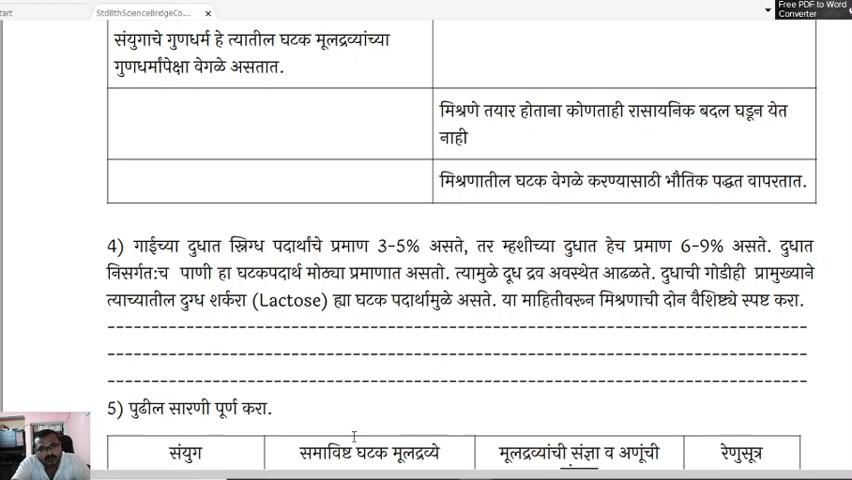 tart
Std8thScienceBridgeCo...
Free PDF to Word
Converter
संयुगाचे गुणधर्म हे त्यातील घटक मूलद्रव्यांच्या
गुणधर्मांपेक्षा वेगळे असतात.
मिश्रणे तयार होताना कोणताही रासायनिक बदल घडून येत
नाही
मिश्रणातील घटक वेगळे करण्यासाठी भौतिक पद्धत वापरतात.
4) गाईच्या दुधात स्निग्ध पदार्थांचे प्रमाण 3-5% असते, तर म्हशीच्या दुधात हेच प्रमाण 6-9% असते. दुधात
निसर्गत:च पाणी हा घटकपदार्थ मोठ्या प्रमाणात असतो. त्यामुळे दूध द्रव अवस्थेत आढळते. दुधाची गोडीही प्रामुख्याने
त्याच्यातील दुग्ध शर्करा (Lactose) ह्या घटक पदार्थामुळे असते. या माहितीवरून मिश्रणाची दोन वैशिष्ट्ये स्पष्ट करा.
5) पुढील सारणी पूर्ण करा.
संयुग समाविष्ट घटक मूलद्रव्ये मूलद्रव्यांची संज्ञा व अणूंची रेणुसूत्र